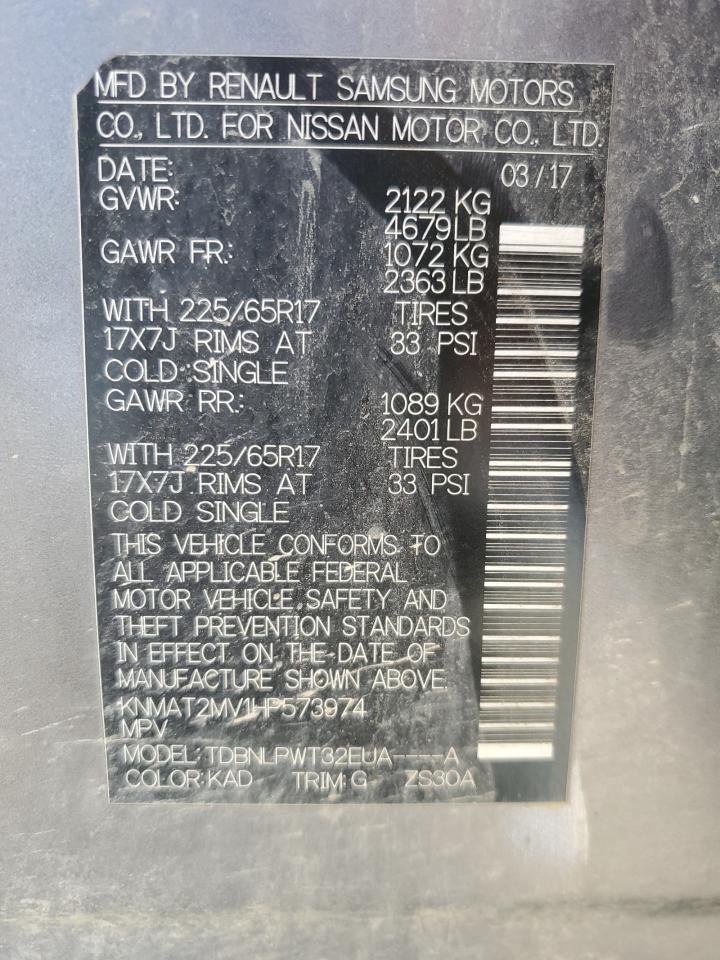 MFD BY RENAULT SAMSUNG MOTORS
CO., LTD. FOR NISSAN MOTOR CO., LTD.
DATE: 03/17
GVWR: 2122 KG
4679 LB
GAWR FR.: 1072 KG
2363 LB
WITH 225/65R17 TIRES
17X7J RIMS AT 33 PSI
COLD SINGLE
GAWR RR.: 1089 KG
2401 LB
WITH 225/65R17 TIRES
17X7J RIMS AT 33 PSI
COLD SINGLE
THIS VEHICLE CONFORMS TO
ALL APPLICABLE FEDERAL
MOTOR VEHICLE SAFETY AND
THEFT PREVENTION STANDARDS
IN EFFECT ON THE DATE OF
MANUFACTURE SHOWN ABOVE.
KNMAT2MV1HP573974
MPV
MODEL: TDBNLPWT32EUA----A
COLOR: KAD TRIM: G ZS30A